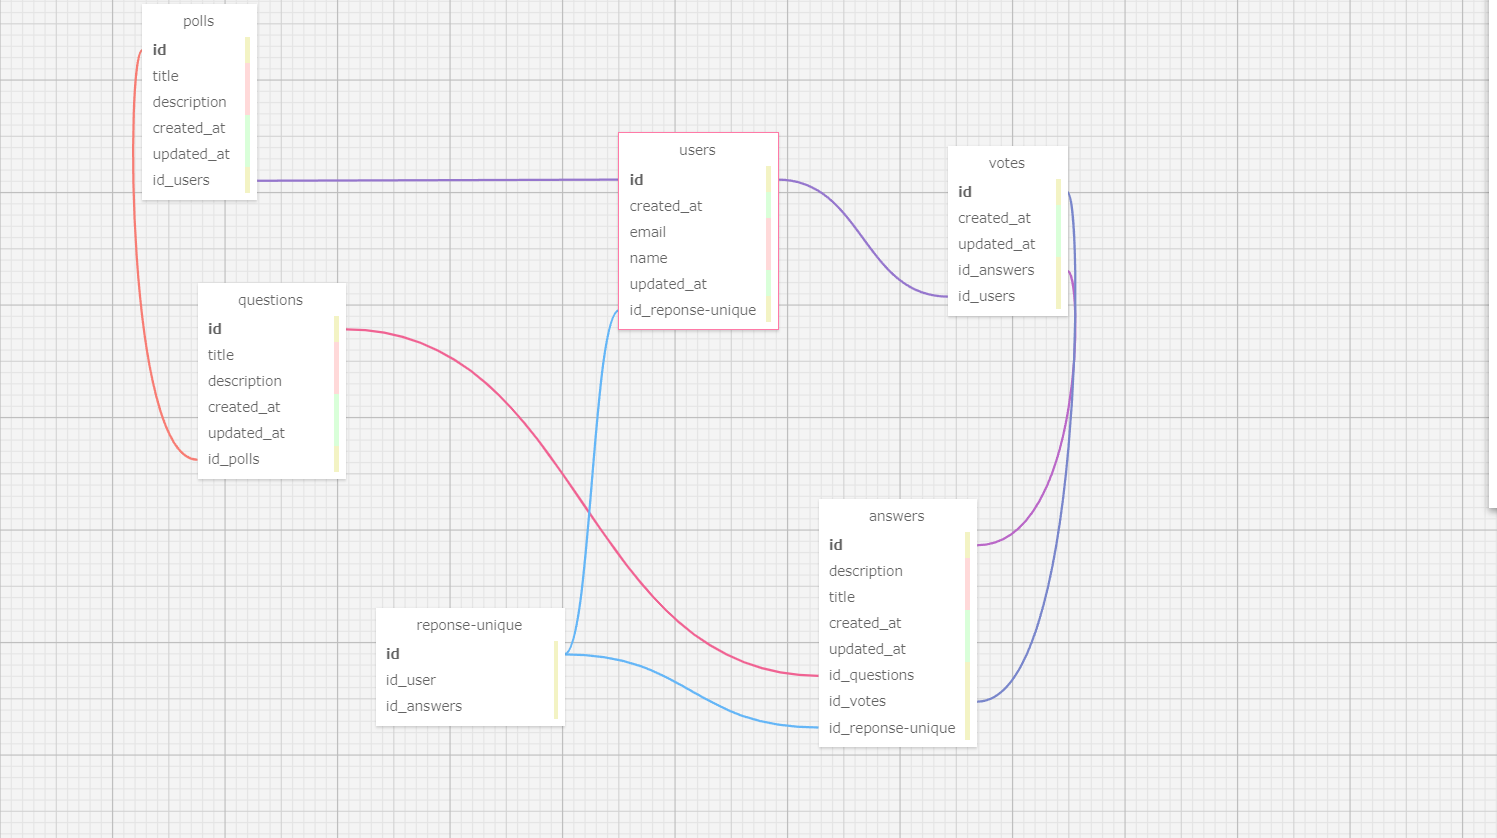 polls
id
title
description
created_at
updated_at
id_users
users
id
created_at
email
name
updated_at
id_reponse-unique
votes
id
created_at
updated_at
id_answers
id_users
questions
id
title
description
created_at
updated_at
id_polls
answers
id
description
title
created_at
updated_at
id_questions
id_votes
id_reponse-unique
reponse-unique
id
id_user
id_answers